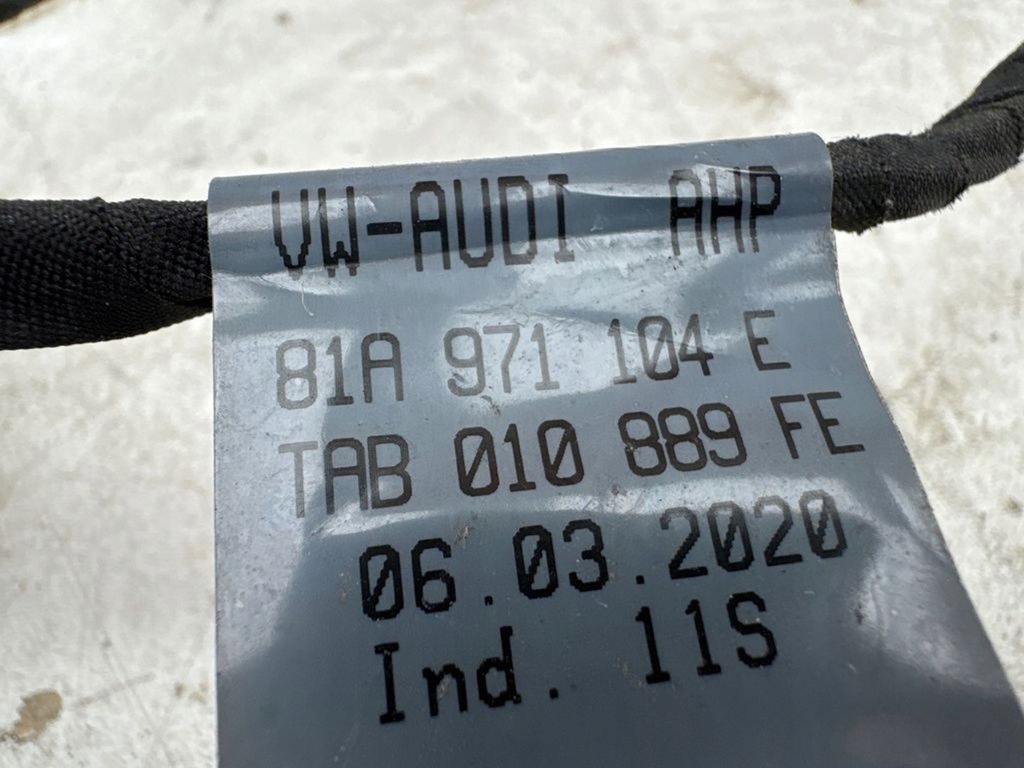 VW-AUDI AHP
81A 971 104 E
TAB 010 889 FE
06.03.2020
Ind. 11S